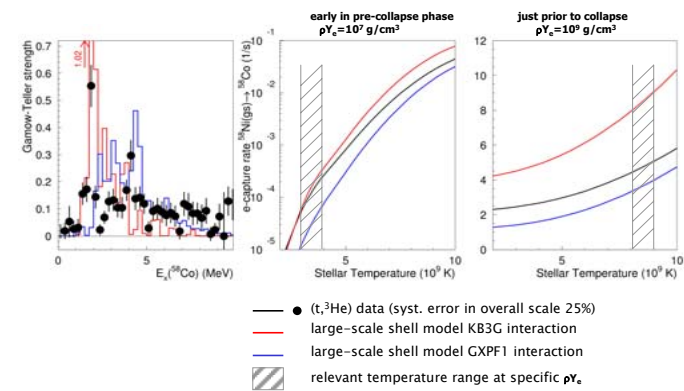 early in pre-collapse phase
ρYe=10⁷ g/cm³
just prior to collapse
ρYe=10⁹ g/cm³
Gamow-Teller strength
0.7
0.6
0.5
0.4
0.3
0.2
0.1
0
1.02
0
5
Ex(⁵⁸Co) (MeV)
e-capture rate ⁵⁸Ni(gs)→⁵⁸Co (1/s)
10⁻¹
10⁻²
10⁻⁴
10⁻⁵
10
5
10
Stellar Temperature (10⁹ K)
12
10
8
6
4
2
0
5
10
Stellar Temperature (10⁹ K)
(t,³He) data (syst. error in overall scale 25%)
large-scale shell model KB3G interaction
large-scale shell model GXPF1 interaction
relevant temperature range at specific ρYe